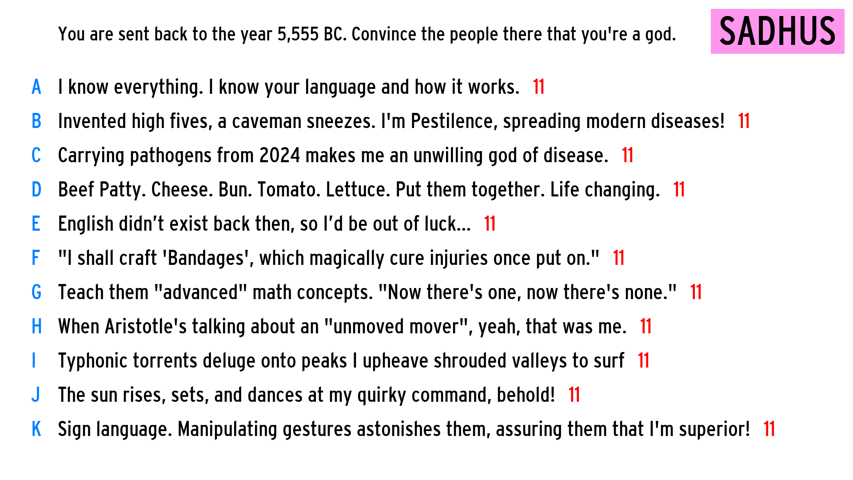 You are sent back to the year 5,555 BC. Convince the people there that you're a god.
SADHUS
A I know everything. I know your language and how it works. 11
B Invented high fives, a caveman sneezes. I'm Pestilence, spreading modern diseases! 11
C Carrying pathogens from 2024 makes me an unwilling god of disease. 11
D Beef Patty. Cheese. Bun. Tomato. Lettuce. Put them together. Life changing. 11
E English didn’t exist back then, so I’d be out of luck... 11
F "I shall craft 'Bandages', which magically cure injuries once put on." 11
G Teach them "advanced" math concepts. "Now there's one, now there's none." 11
H When Aristotle's talking about an "unmoved mover", yeah, that was me. 11
I Typhonic torrents deluge onto peaks I upheave shrouded valleys to surf 11
J The sun rises, sets, and dances at my quirky command, behold! 11
K Sign language. Manipulating gestures astonishes them, assuring them that I'm superior! 11